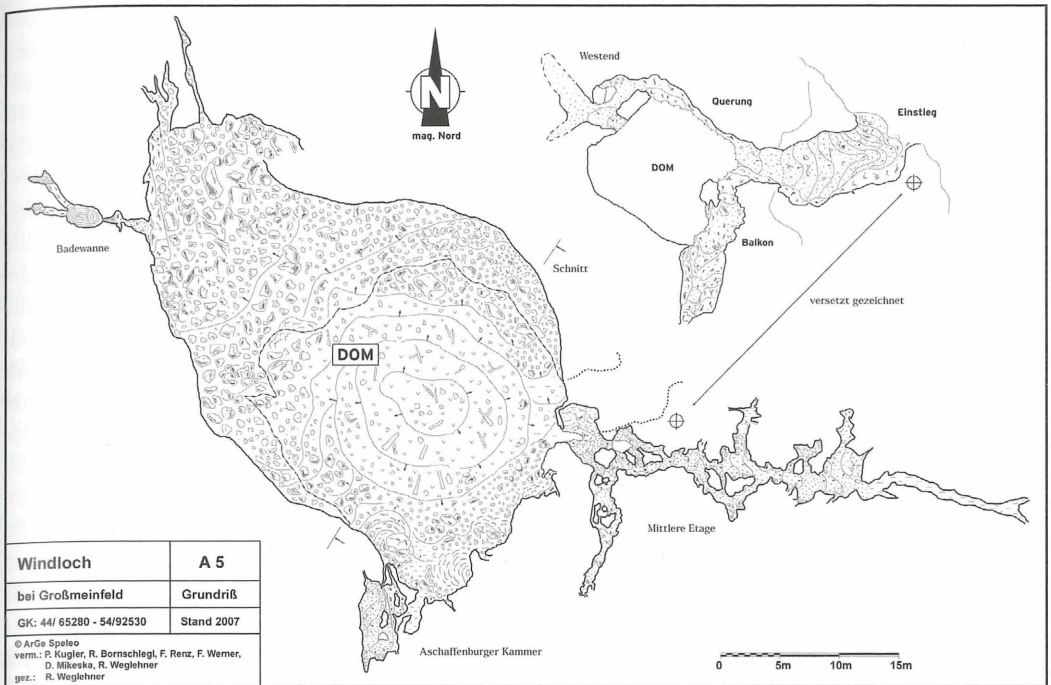 Westend
N
mag. Nord
Querung
Einstieg
DOM
Badewanne
Balkon
Schnitt
versetzt gezeichnet
DOM
Mittlere Etage
Aschaffenburger Kammer
0 5m 10m 15m
Windloch A 5
bei Großmeinfeld Grundriß
GK: 44/ 65280 - 54/92530 Stand 2007
© ArGe Speleo
verm.: P. Kugler, R. Bornschlegl, F. Renz, F. Werner,
D. Mikeska, R. Weglehner
gez.: R. Weglehner